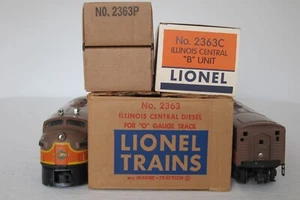 NO. 2363P
No. 2363C
ILLINOIS CENTRAL
"B" UNIT
LIONEL
No. 2363
ILLINOIS CENTRAL DIESEL
FOR "O" GAUGE TRACK
LIONEL
TRAINS